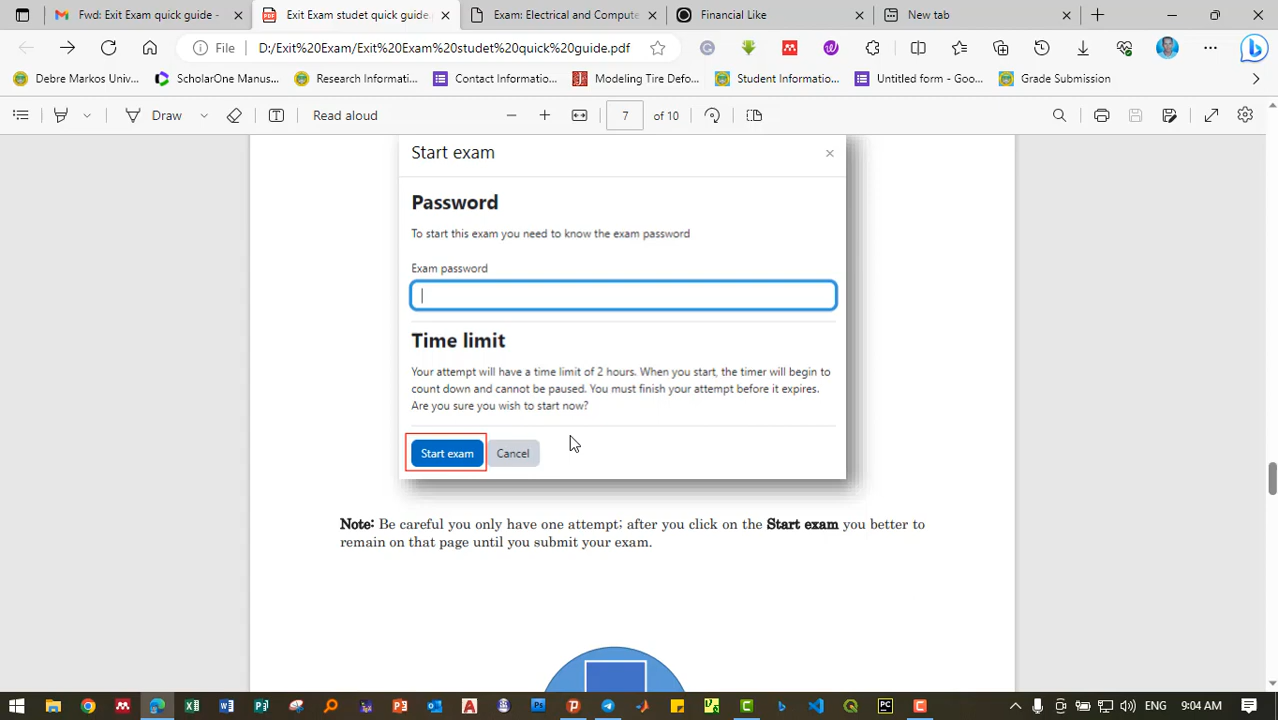 Fwd: Exit Exam quick guide -
Exit Exam studet quick guide.
Exam: Electrical and Compute
Financial Like
New tab
File
D:/Exit%20Exam/Exit%20Exam%20studet%20quick%20guide.pdf
Debre Markos Univ...
ScholarOne Manus...
Research Informati...
Contact Informatio...
Modeling Tire Defo...
Student Informatio...
Untitled form - Goo...
Grade Submission
Draw
Read aloud
7
of 10
Start exam
Password
To start this exam you need to know the exam password
Exam password
Time limit
Your attempt will have a time limit of 2 hours. When you start, the timer will begin to
count down and cannot be paused. You must finish your attempt before it expires.
Are you sure you wish to start now?
Start exam
Cancel
Note: Be careful you only have one attempt; after you click on the Start exam you better to
remain on that page until you submit your exam.
ENG
9:04 AM